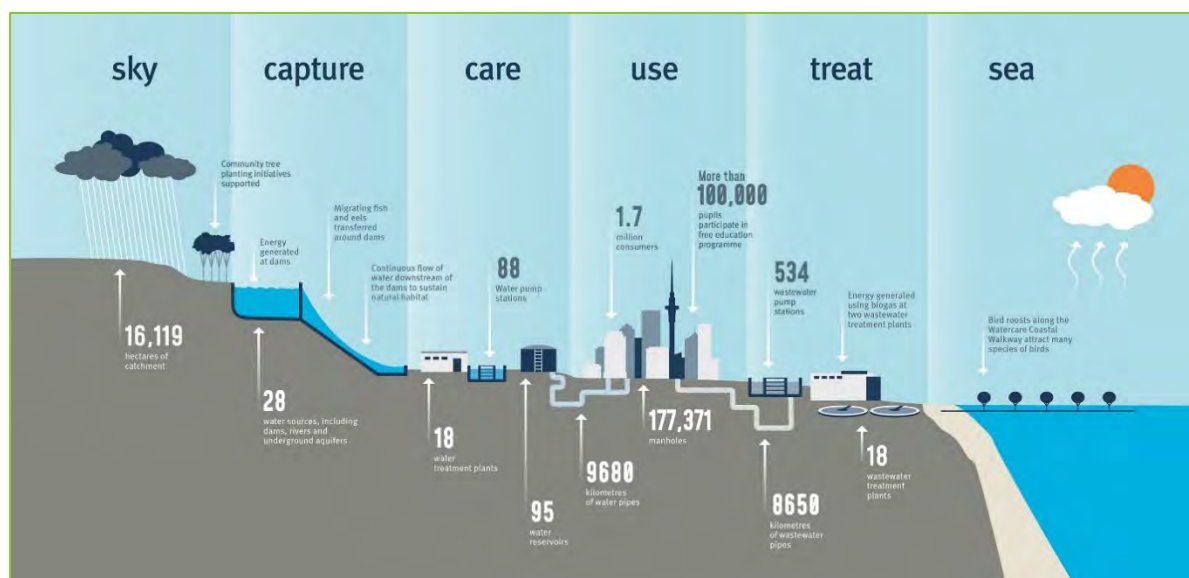 sky
capture
care
use
treat
sea
Community tree
planting initiatives
supported
Energy
generated
at dams
Migrating fish
and eels
transferred
around dams
Continuous flow of
water downstream of
the dams to sustain
natural habitat
16,119
hectares of
catchment
28
water sources, including
dams, rivers and
underground aquifers
88
Water pump
stations
18
water
treatment plants
95
water
reservoirs
1.7
million
consumers
More than
100,000
pupils
participate in
free education
programme
9680
kilometres
of water pipes
177,371
manholes
534
wastewater
pump
stations
Energy generated
using biogas at
two wastewater
treatment plants
8650
kilometres
of wastewater
pipes
18
wastewater
treatment
plants
Bird roosts along the
Watercare Coastal
Walkway attract many
species of birds